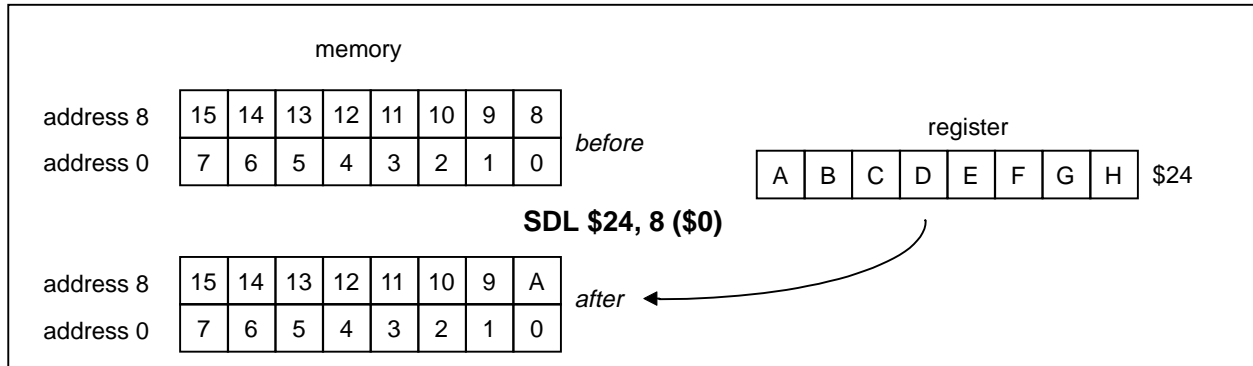 memory
address 8 15 14 13 12 11 10 9 8
before
address 0 7 6 5 4 3 2 1 0
register
A B C D E F G H $24
SDL $24, 8 ($0)
address 8 15 14 13 12 11 10 9 A
after
address 0 7 6 5 4 3 2 1 0